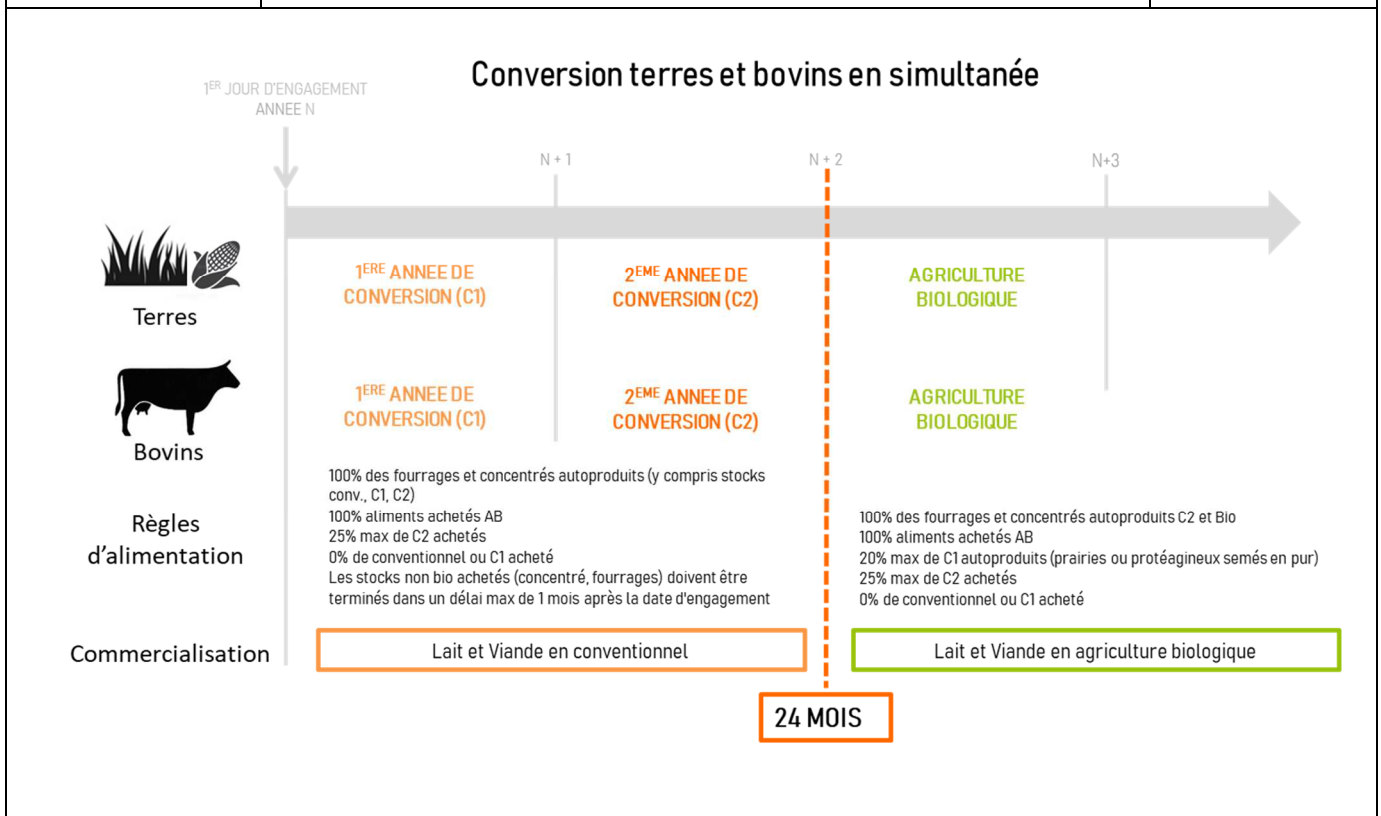 Conversion terres et bovins en simultanée
1ER JOUR D'ENGAGEMENT
ANNEE N
N + 1
N + 2
N+3
Terres
1ERE ANNEE DE
CONVERSION (C1)
2EME ANNEE DE
CONVERSION (C2)
AGRICULTURE
BIOLOGIQUE
Bovins
1ERE ANNEE DE
CONVERSION (C1)
2EME ANNEE DE
CONVERSION (C2)
AGRICULTURE
BIOLOGIQUE
Règles
d'alimentation
100% des fourrages et concentrés autoproduits (y compris stocks
conv., C1, C2)
100% aliments achetés AB
25% max de C2 achetés
0% de conventionnel ou C1 acheté
Les stocks non bio achetés (concentré, fourrages) doivent être
terminés dans un délai max de 1 mois après la date d'engagement
100% des fourrages et concentrés autoproduits C2 et Bio
100% aliments achetés AB
20% max de C1 autoproduits (prairies ou protéagineux semés en pur)
25% max de C2 achetés
0% de conventionnel ou C1 acheté
Commercialisation
Lait et Viande en conventionnel
Lait et Viande en agriculture biologique
24 MOIS